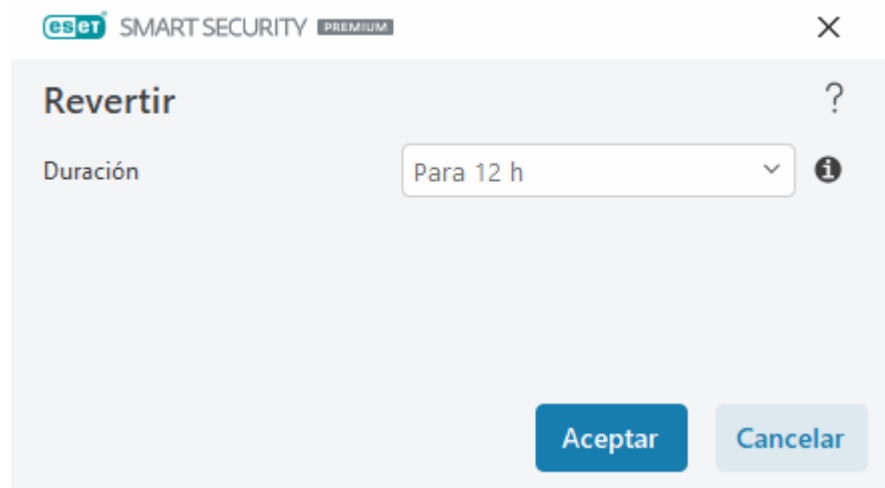 eset SMART SECURITY PREMIUM
Revertir ?
Duración Para 12 h
Aceptar Cancelar